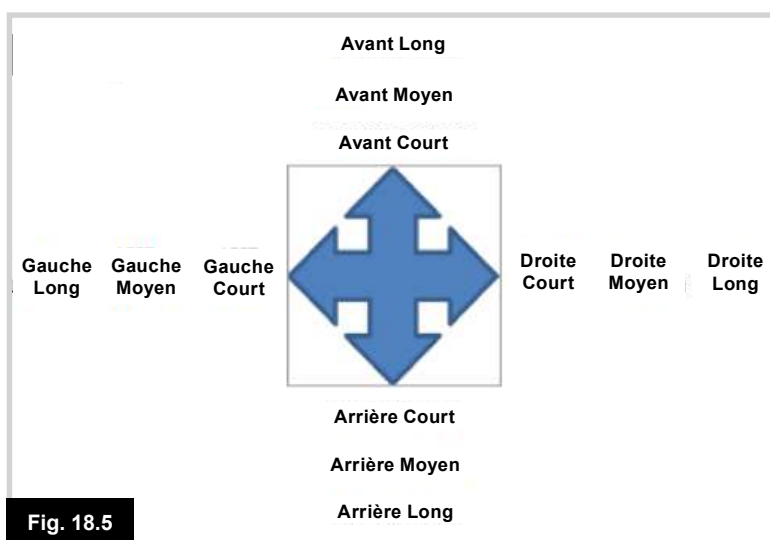 Avant Long
Avant Moyen
Avant Court
Gauche Long
Gauche Moyen
Gauche Court
Droite Court
Droite Moyen
Droite Long
Arrière Court
Arrière Moyen
Arrière Long
Fig. 18.5